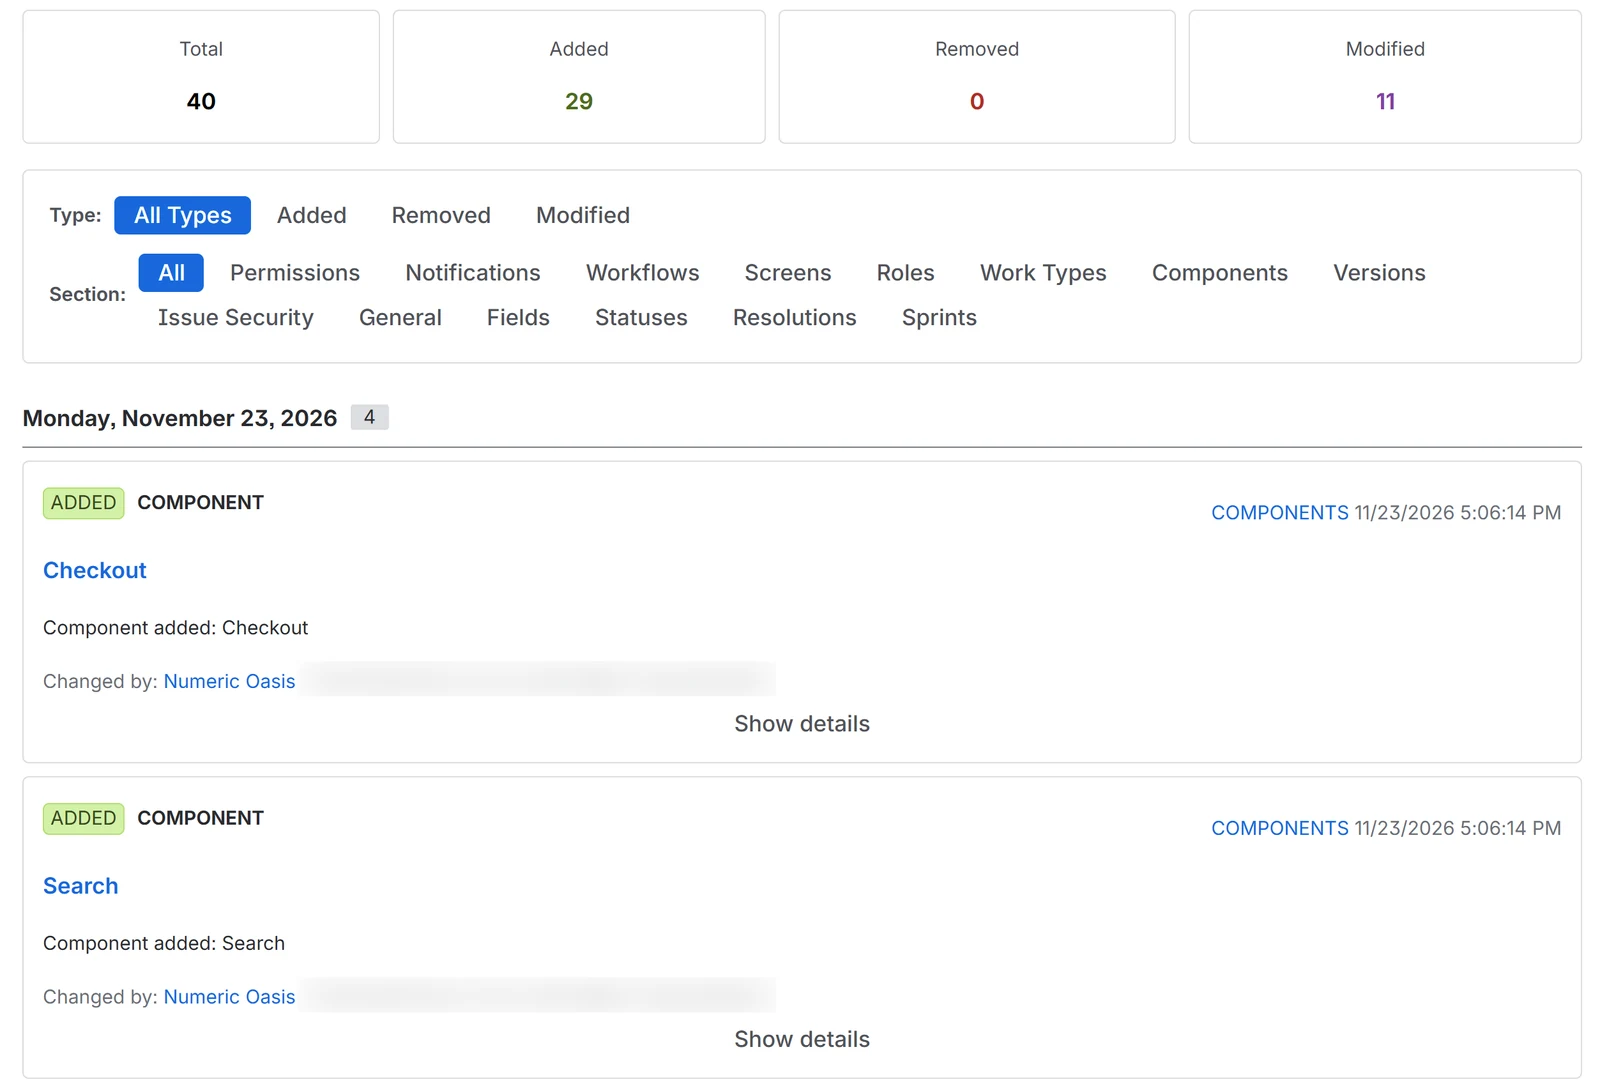 Total
Added
Removed
Modified
40
29
0
11
Type: All Types Added Removed Modified
Section: All Permissions Notifications Workflows Screens Roles Work Types Components Versions
Issue Security General Fields Statuses Resolutions Sprints
Monday, November 23, 2026 4
ADDED COMPONENT
COMPONENTS 11/23/2026 5:06:14 PM
Checkout
Component added: Checkout
Changed by: Numeric Oasis
Show details
ADDED COMPONENT
COMPONENTS 11/23/2026 5:06:14 PM
Search
Component added: Search
Changed by: Numeric Oasis
Show details